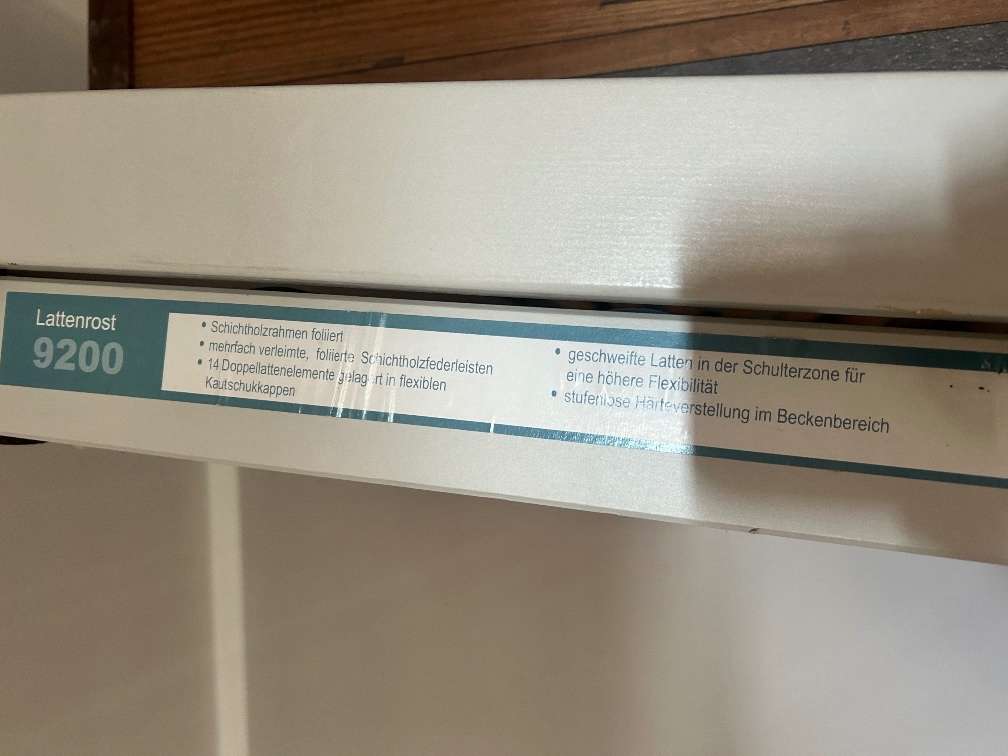 Lattenrost
9200
• Schichtholzrahmen foliiert
• mehrfach verleimte, foliierte Schichtholzfederleisten
• 14 Doppellattenelemente gelagert in flexiblen
Kautschukkappen
• geschweifte Latten in der Schulterzone für
eine höhere Flexibilität
• stufenlose Härteverstellung im Beckenbereich